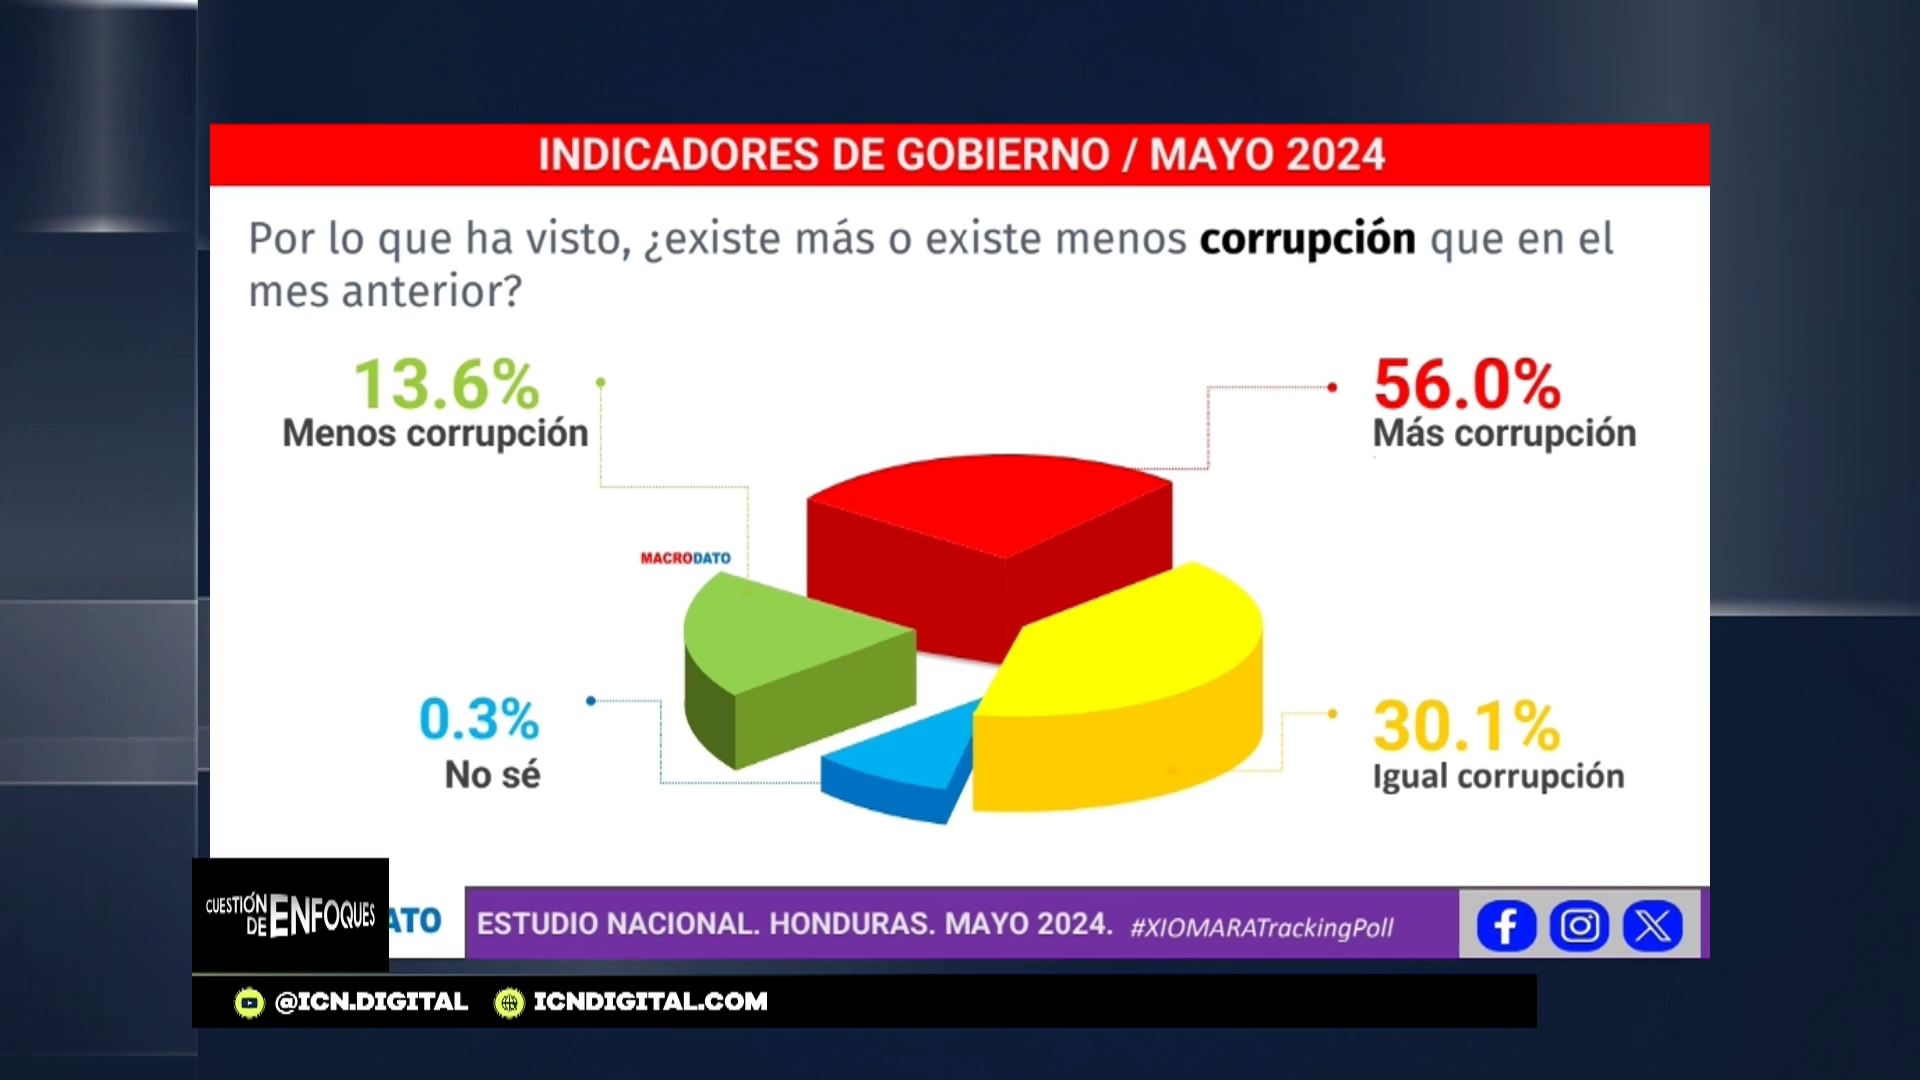 INDICADORES DE GOBIERNO / MAYO 2024
Por lo que ha visto, ¿existe más o existe menos corrupción que en el
mes anterior?
13.6%
Menos corrupción
56.0%
Más corrupción
MACRODATO
0.3%
No sé
30.1%
Igual corrupción
CUESTIÓN
DE ENFOQUES
ATO
ESTUDIO NACIONAL. HONDURAS. MAYO 2024. #XIOMARATrackingPoll
@ICN.DIGITAL ICNDIGITAL.COM